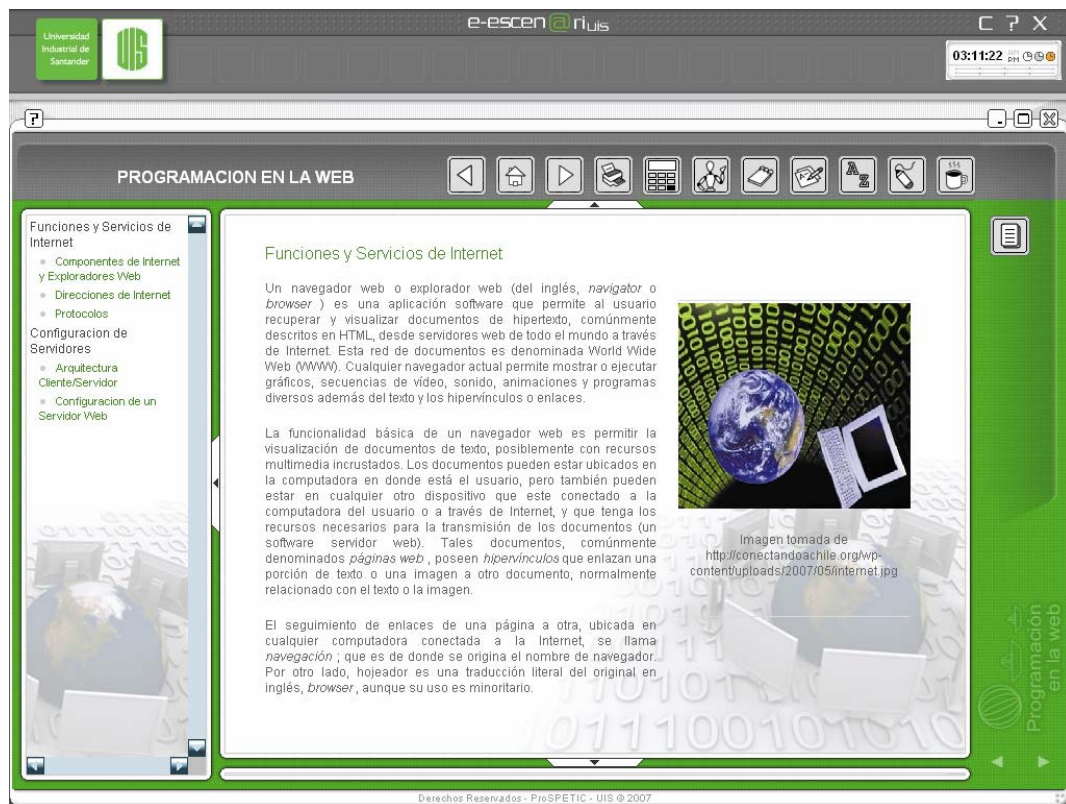 e-escen@ri uis
C ? X
Universidad
Industrial de
Santander
UIS
03:11:22 AM
PM
?
PROGRAMACION EN LA WEB
A
Z
Funciones y Servicios de
Internet
Componentes de Internet
y Exploradores Web
Direcciones de Internet
Protocolos
Configuracion de
Servidores
Arquitectura
Cliente/Servidor
Configuracion de un
Servidor Web
Funciones y Servicios de Internet
Un navegador web o explorador web (del inglés, navigator o
browser ) es una aplicación software que permite al usuario
recuperar y visualizar documentos de hipertexto, comúnmente
descritos en HTML, desde servidores web de todo el mundo a través
de Internet. Esta red de documentos es denominada World Wide
Web (WWW). Cualquier navegador actual permite mostrar o ejecutar
gráficos, secuencias de vídeo, sonido, animaciones y programas
diversos además del texto y los hipervínculos o enlaces.
La funcionalidad básica de un navegador web es permitir la
visualización de documentos de texto, posiblemente con recursos
multimedia incrustados. Los documentos pueden estar ubicados en
la computadora en donde está el usuario, pero también pueden
estar en cualquier otro dispositivo que este conectado a la
computadora del usuario o a través de Internet, y que tenga los
recursos necesarios para la transmisión de los documentos (un
software servidor web). Tales documentos, comúnmente
denominados páginas web , poseen hipervínculos que enlazan una
porción de texto o una imagen a otro documento, normalmente
relacionado con el texto o la imagen.
El seguimiento de enlaces de una página a otra, ubicada en
cualquier computadora conectada a la Internet, se llama
navegación ; que es de donde se origina el nombre de navegador.
Por otro lado, hojeador es una traducción literal del original en
inglés, browser , aunque su uso es minoritario.
Imagen tomada de
http://conectandoachile.org/wp-
content/uploads/2007/05/internet.jpg
Programación
en la web
Derechos Reservados - ProSPETIC - UIS @ 2007